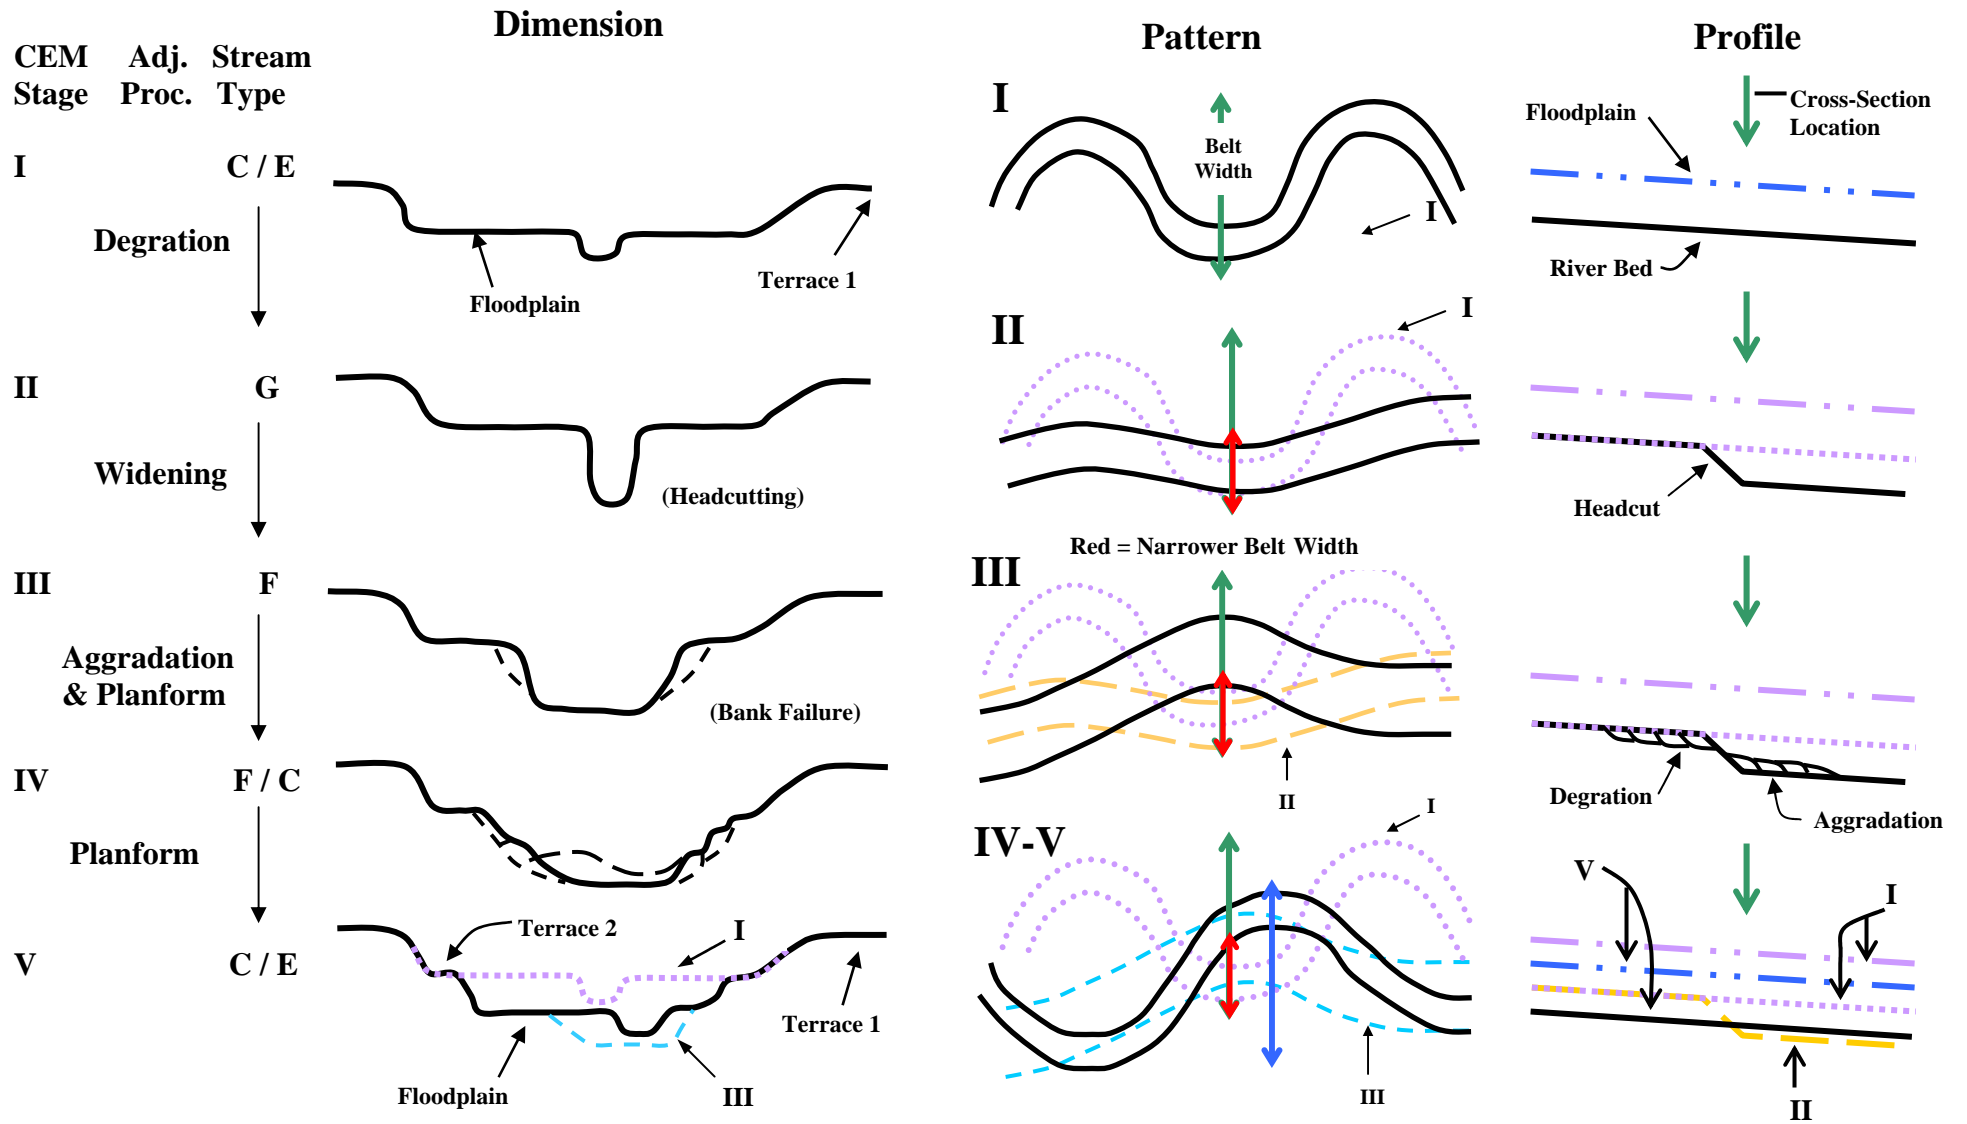 Dimension
Pattern
Profile
CEM Adj. Stream
Stage Proc. Type
I C / E
Degration
Floodplain
Terrace 1
II G
Widening
(Headcutting)
III F
Aggradation
& Planform
(Bank Failure)
IV F / C
Planform
V C / E
Terrace 2
I
Terrace 1
Floodplain
III
I
Belt
Width
I
II
I
Red = Narrower Belt Width
III
II
IV-V
I
III
Cross-Section
Location
Floodplain
River Bed
Headcut
Degration
Aggradation
V
I
II